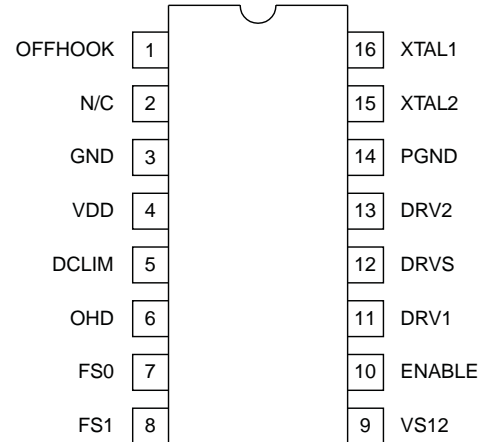 OFFHOOK 1 16 XTAL1
N/C 2 15 XTAL2
GND 3 14 PGND
VDD 4 13 DRV2
DCLIM 5 12 DRVS
OHD 6 11 DRV1
FS0 7 10 ENABLE
FS1 8 9 VS12